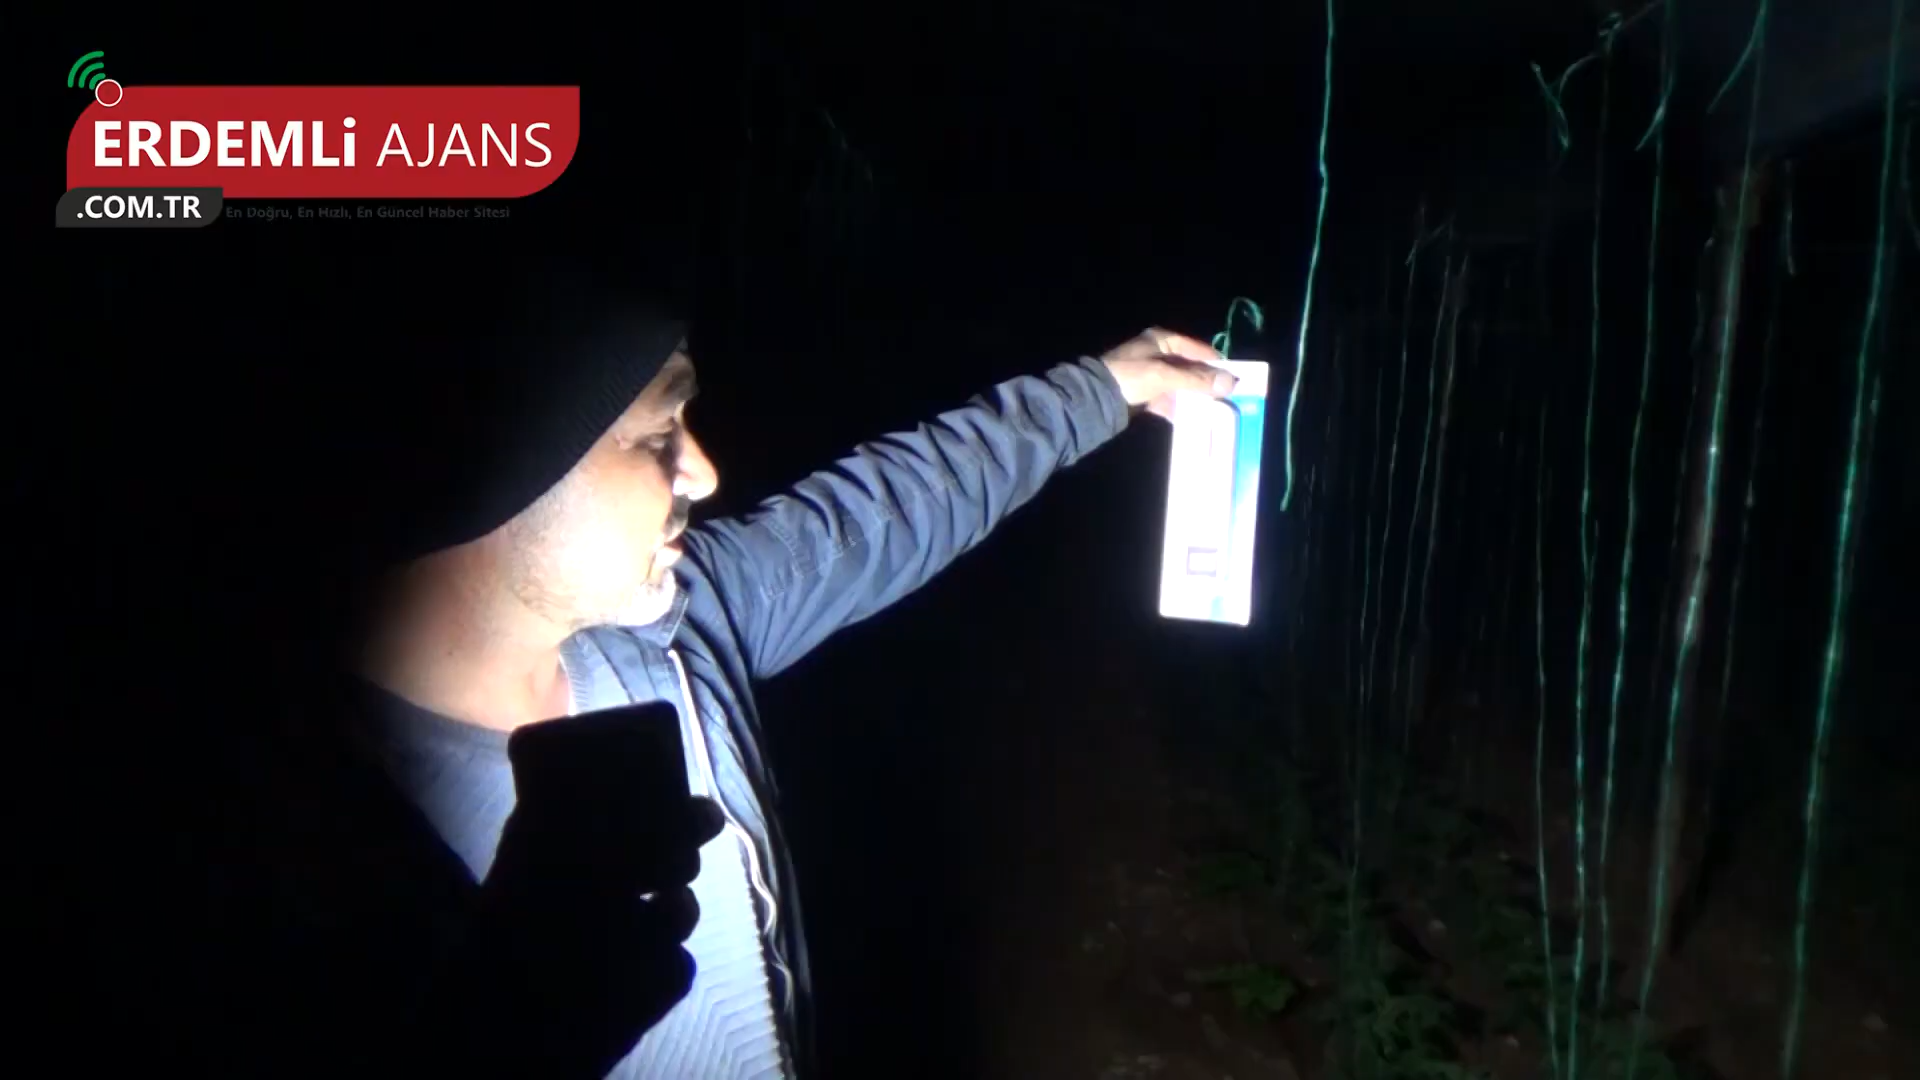 ERDEMLi AJANS
.COM.TR
En Doğru, En Hızlı, En Güncel Haber Sitesi